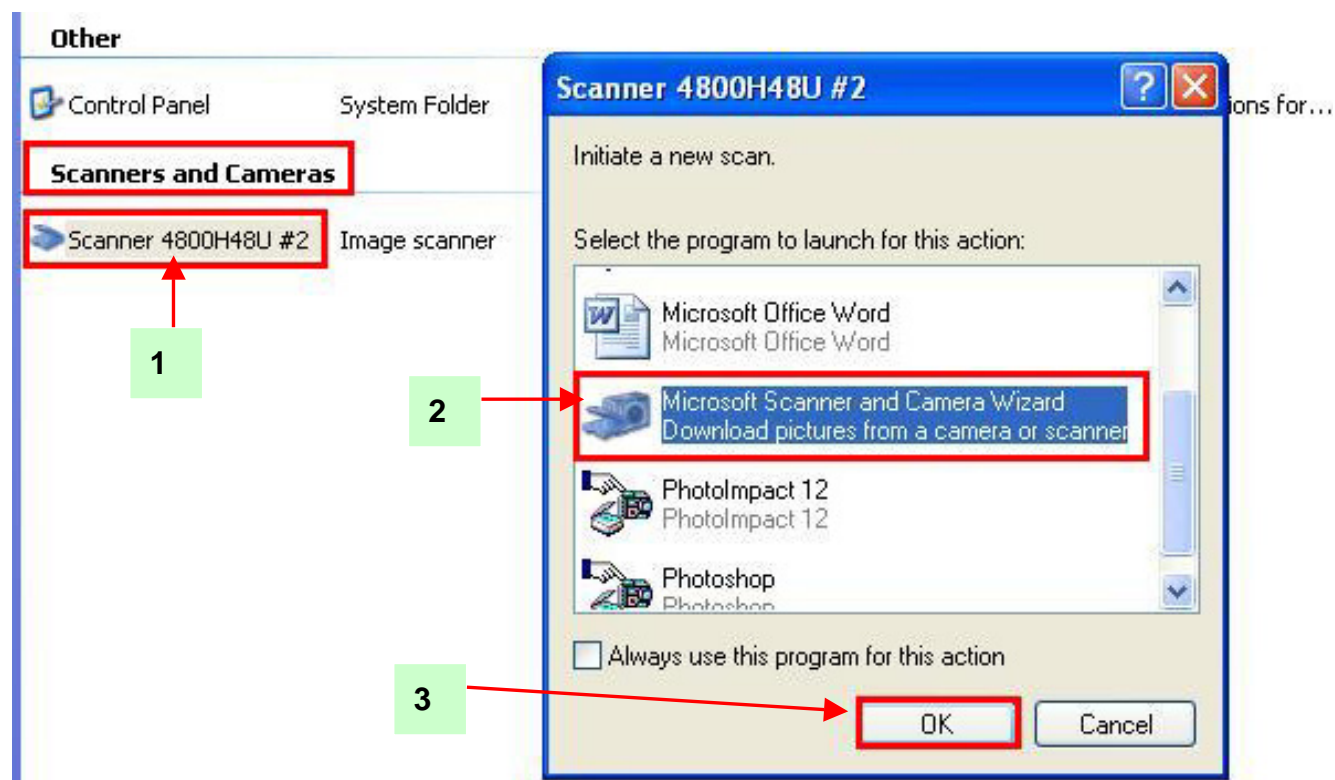 Other
Control Panel System Folder
ions for...
Scanners and Cameras
Scanner 4800H48U #2 Image scanner
1
2
3
Scanner 4800H48U #2
Initiate a new scan.
Select the program to launch for this action:
Microsoft Office Word
Microsoft Office Word
Microsoft Scanner and Camera Wizard
Download pictures from a camera or scanner
PhotoImpact 12
PhotoImpact 12
Photoshop
Photoshop
Always use this program for this action
OK Cancel